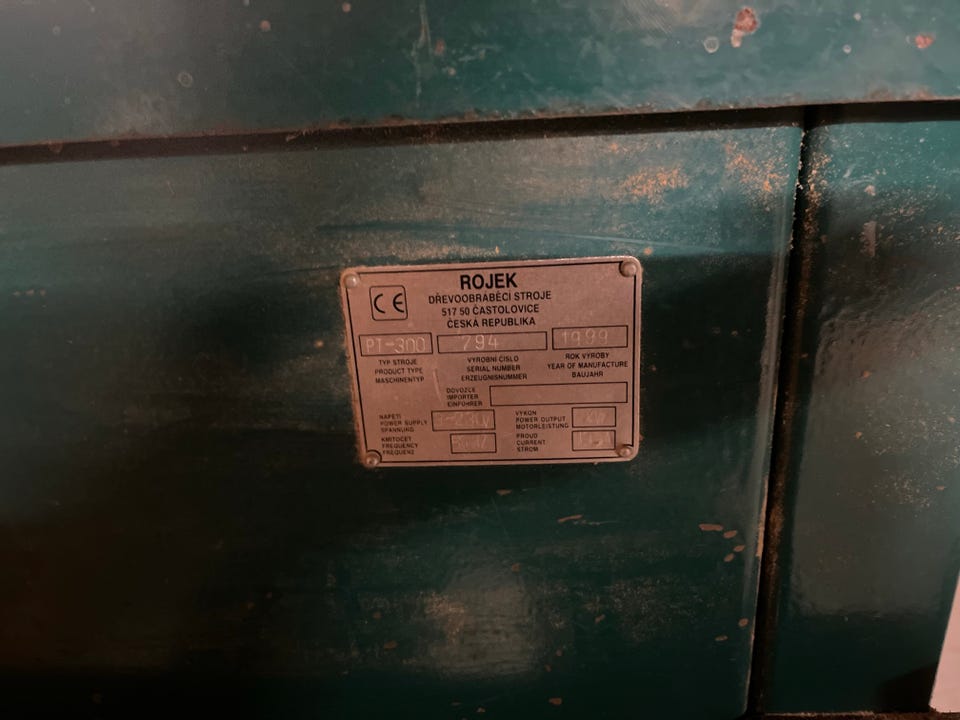 ROJEK
CE
DŘEVOOBRÁBĚCÍ STROJE
517 50 ČASTOLOVICE
ČESKÁ REPUBLIKA
PT-300 794 1999
TYP STROJE
PRODUCT TYPE
MASCHINENTYP
VÝROBNÍ ČÍSLO
SERIAL NUMBER
ERZEUGNISNUMMER
ROK VÝROBY
YEAR OF MANUFACTURE
BAUJAHR
DOVOZCE
IMPORTER
EINFÜHRER
NAPĚTÍ
POWER SUPPLY
SPANNUNG
VÝKON
POWER OUTPUT
MOTORLEISTUNG
KMITOČET
FREQUENCY
FREQUENZ
PROUD
CURRENT
STROM